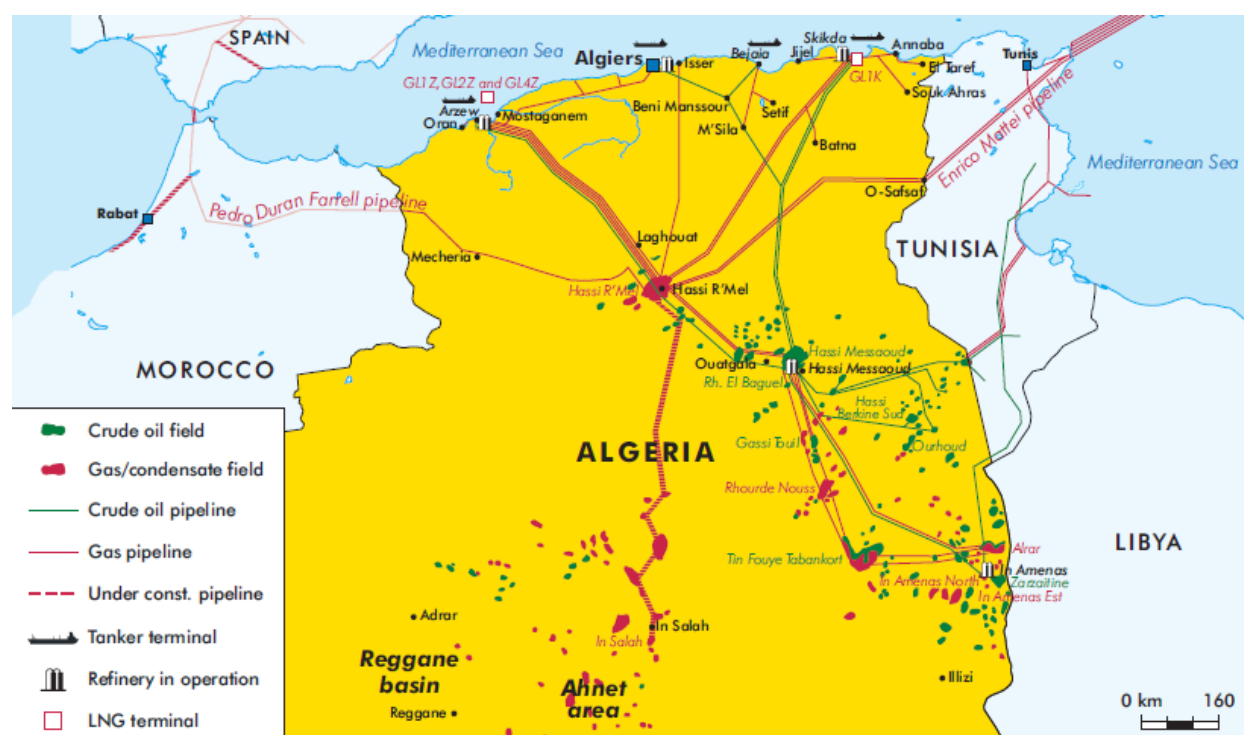 SPAIN
Mediterranean Sea
Algiers
Isser
Bejaia
Jijel
Skikda
Annaba
El Taref
Tunis
GL1Z, GL2Z and GL4Z
GL1K
Souk Ahras
Arzew
Mostaganem
Oran
Beni Manssour
Setif
M'Sila
Batna
Enrico Mattei pipeline
Mediterranean Sea
O-Safsaf
Rabat
Pedro Duran Farrell pipeline
Laghouat
TUNISIA
Mecheria
Hassi R'Mel
Hassi R'Mel
MOROCCO
Ouatgala
Hassi Messaoud
Hassi Messaoud
Rh. El Baguel
Hassi
Berkine Sud
ALGERIA
Gassi Touil
Ourhoud
Rhourde Nouss
LIBYA
Tin Fouye Tabankort
Alrar
In Amenas
In Amenas North
Zarzaitine
In Amenas Est
Adrar
In Salah
In Salah
Reggane
basin
Ahnet
area
Illizi
Reggane
Crude oil field
Gas/condensate field
Crude oil pipeline
Gas pipeline
Under const. pipeline
Tanker terminal
Refinery in operation
LNG terminal
0 km 160